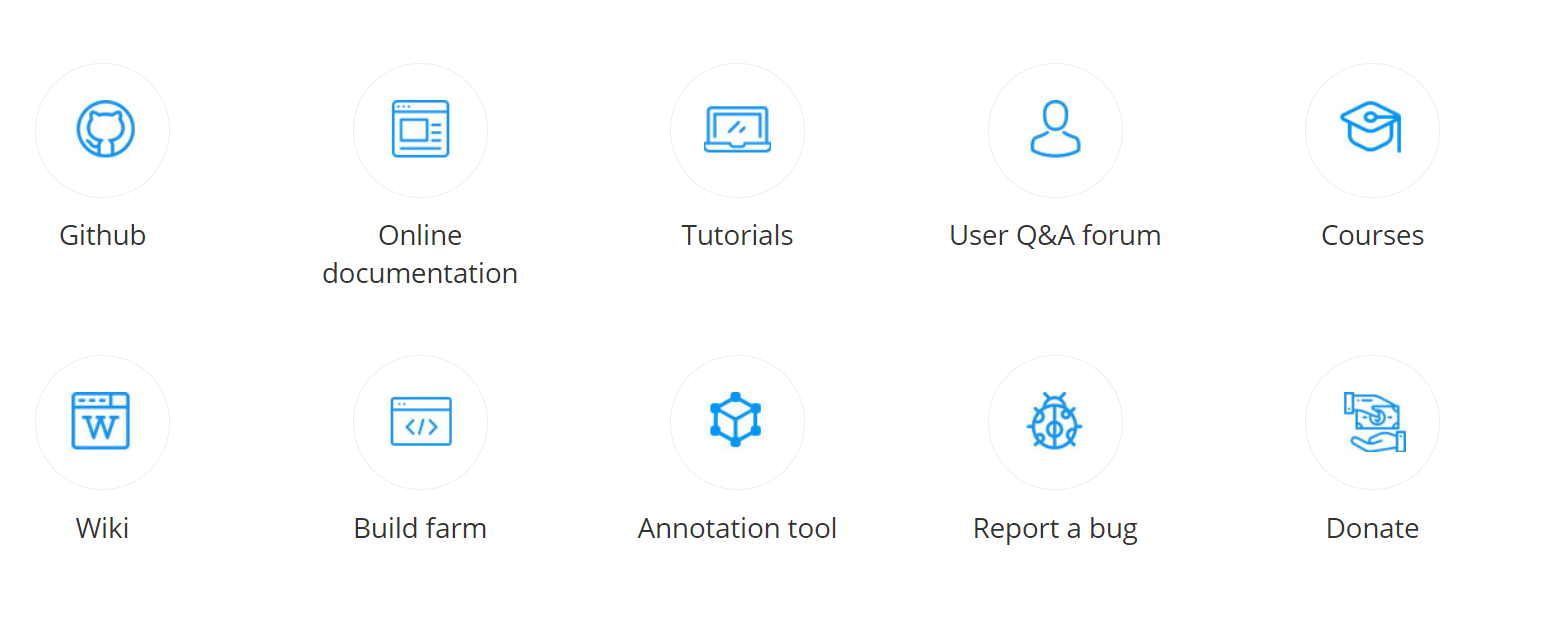 Github
Online
documentation
Tutorials
User Q&A forum
Courses
W
Wiki
Build farm
Annotation tool
Report a bug
Donate